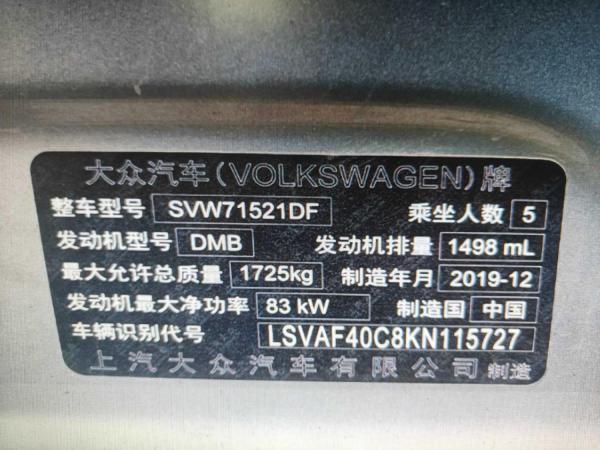 大众汽车(VOLKSWAGEN)牌
整车型号 SVW71521DF 乘坐人数 5
发动机型号 DMB 发动机排量 1498 mL
最大允许总质量 1725kg 制造年月 2019-12
发动机最大净功率 83 kW 制造国 中国
车辆识别代号 LSVAF40C8KN115727
上汽大众汽车有限公司 制造